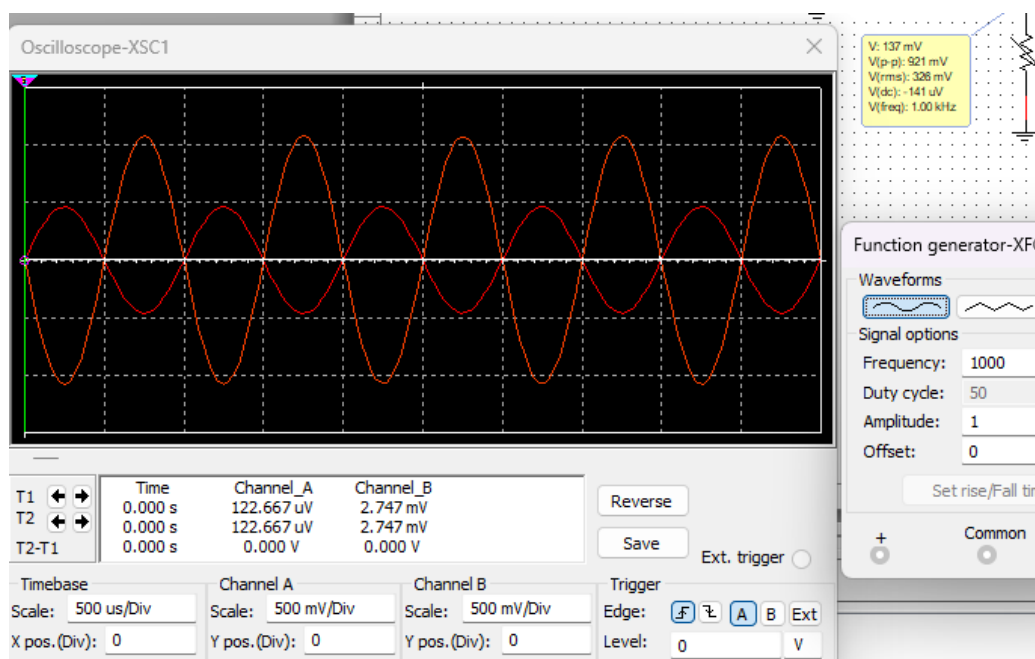 Oscilloscope-XSC1
V: 137 mV
V(p-p): 921 mV
V(rms): 326 mV
V(dc): -141 uV
V(freq): 1.00 kHz
Function generator-XF
Waveforms
Signal options
Frequency: 1000
Duty cycle: 50
Amplitude: 1
Offset: 0
Set rise/Fall
+ Common
Time Channel_A Channel_B
T1 0.000 s 122.667 uV 2.747 mV
T2 0.000 s 122.667 uV 2.747 mV
T2-T1 0.000 s 0.000 V 0.000 V
Reverse
Save
Ext. trigger
Timebase Channel A Channel B Trigger
Scale: 500 us/Div Scale: 500 mV/Div Scale: 500 mV/Div Edge: A B Ext
X pos.(Div): 0 Y pos.(Div): 0 Y pos.(Div): 0 Level: 0 V